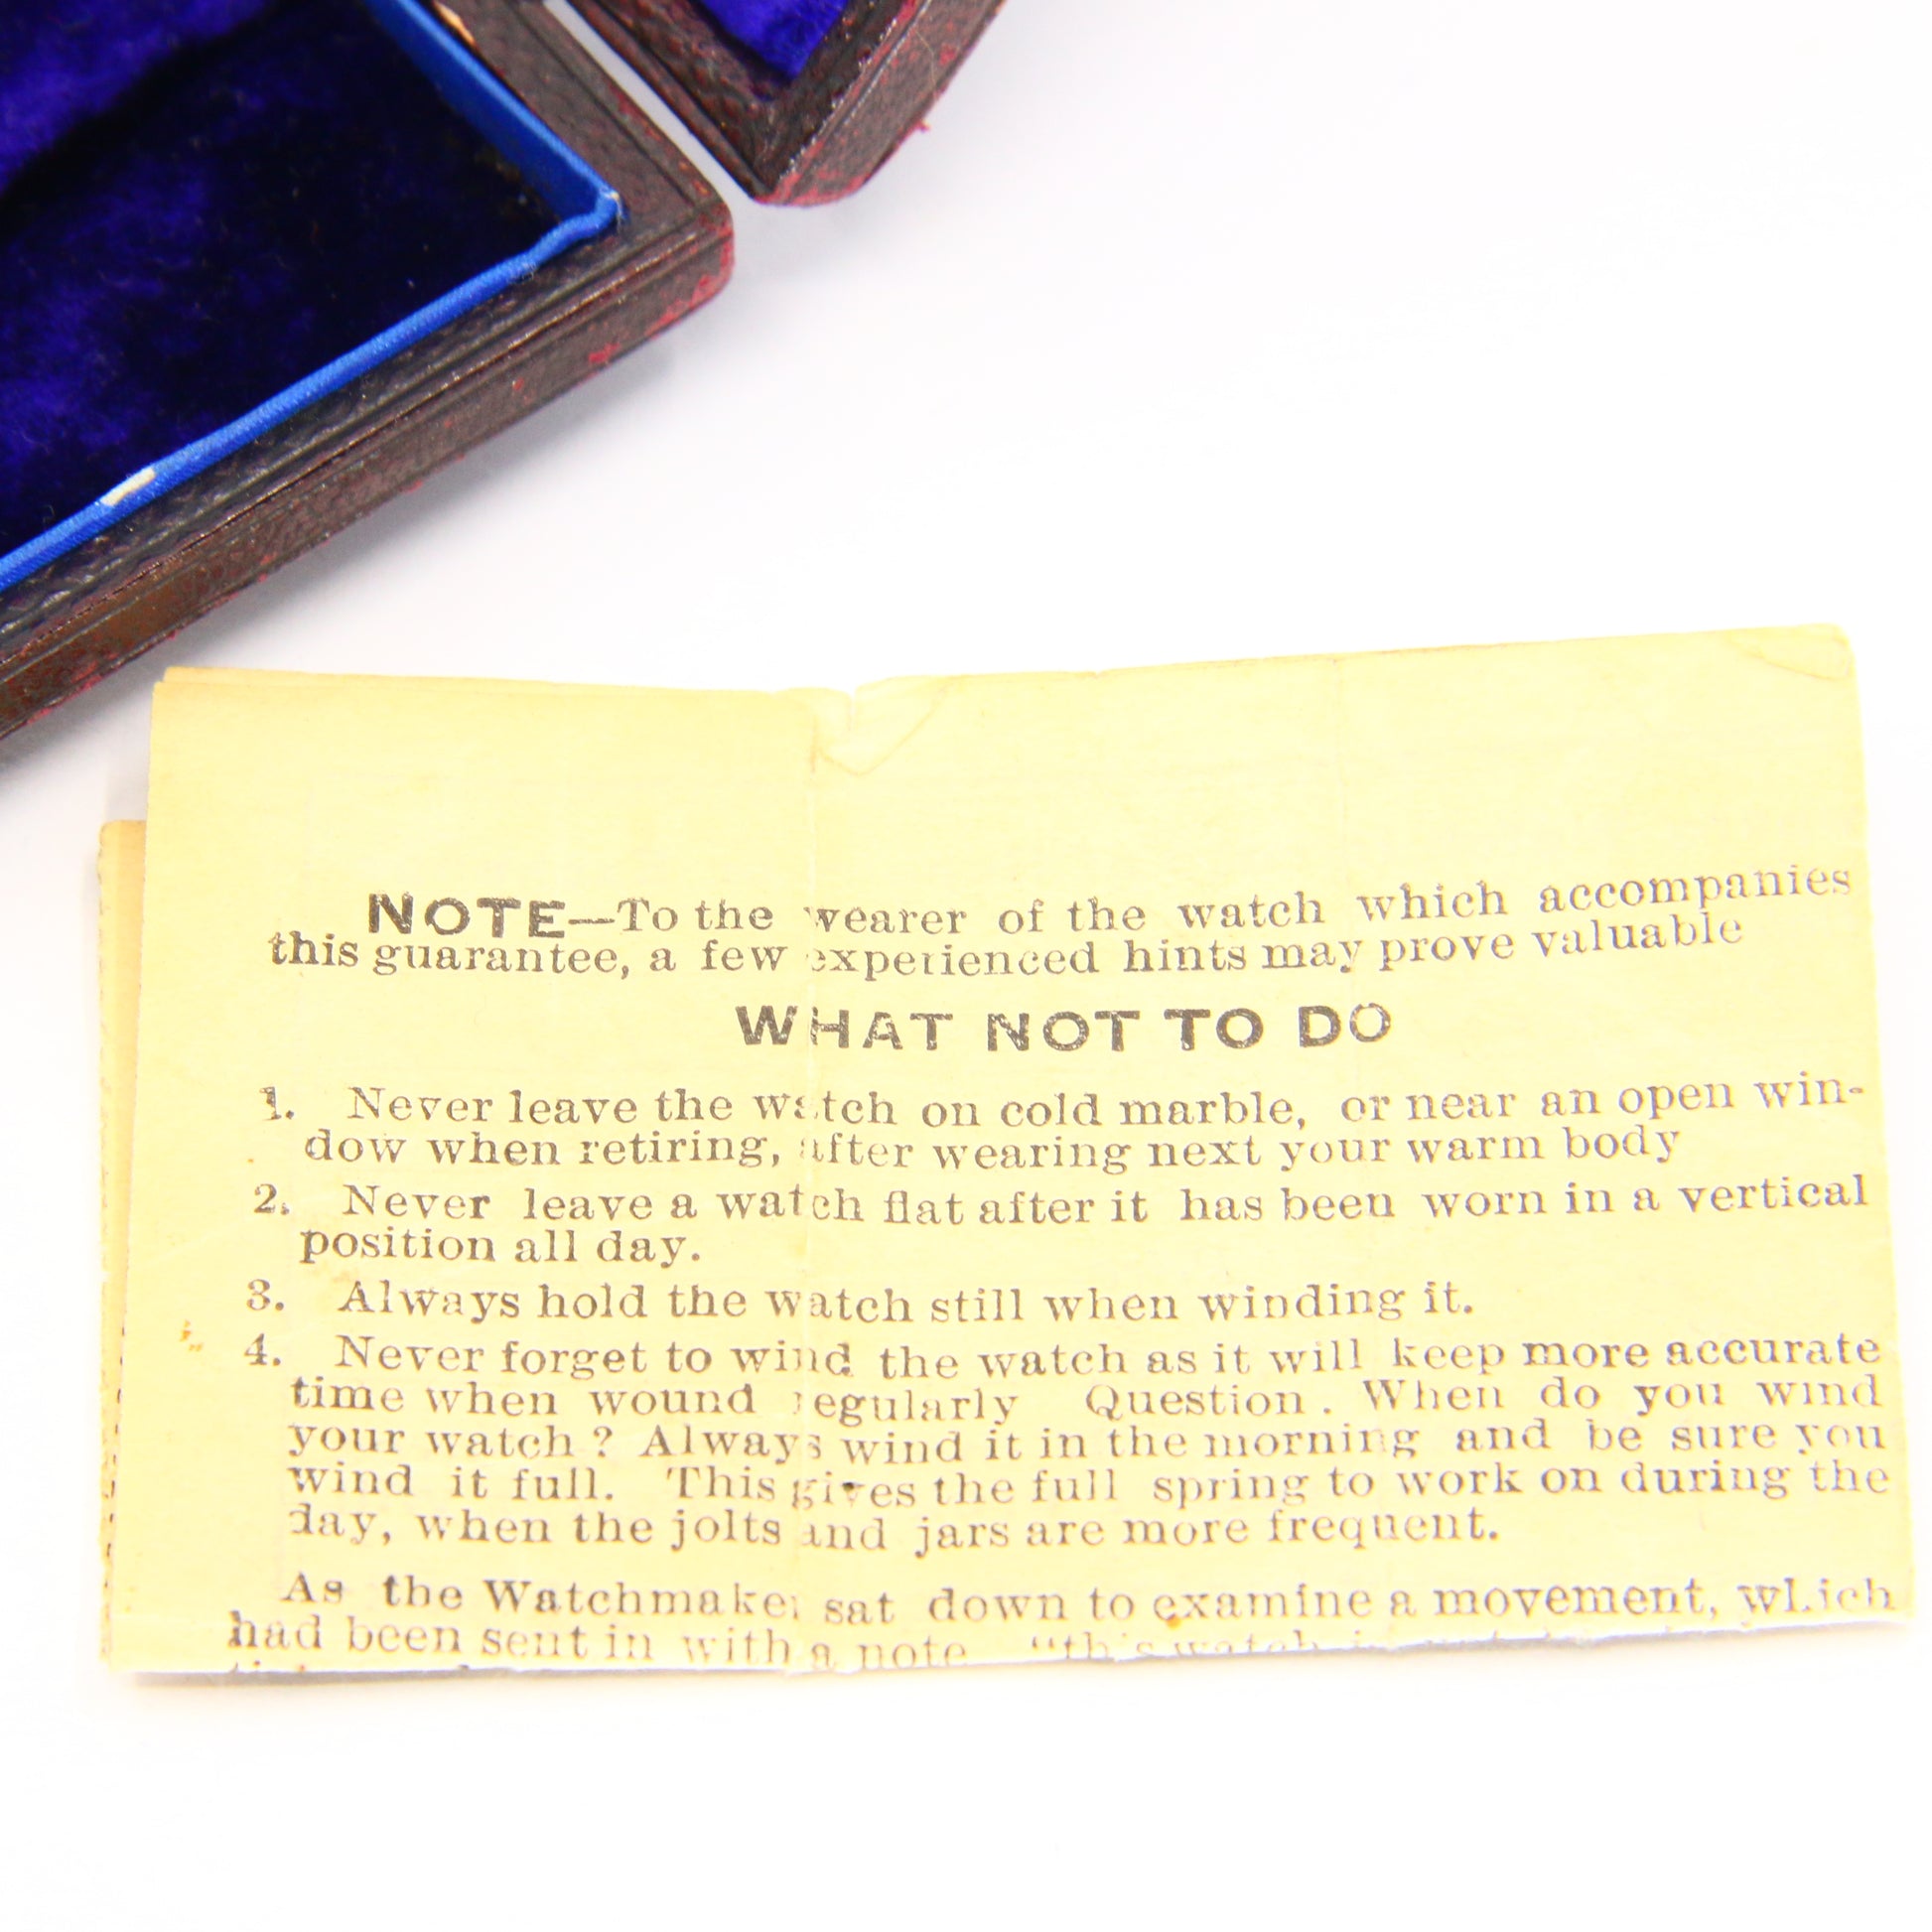 NOTE—To the wearer of the watch which accompanies
this guarantee, a few experienced hints may prove valuable
WHAT NOT TO DO
1. Never leave the watch on cold marble, or near an open win-
dow when retiring, after wearing next your warm body
2. Never leave a watch flat after it has been worn in a vertical
position all day.
3. Always hold the watch still when winding it.
4. Never forget to wind the watch as it will keep more accurate
time when wound regularly Question. When do you wind
your watch? Always wind it in the morning and be sure you
wind it full. This gives the full spring to work on during the
day, when the jolts and jars are more frequent.
As the Watchmaker sat down to examine a movement, which
had been sent in with a note "this watch